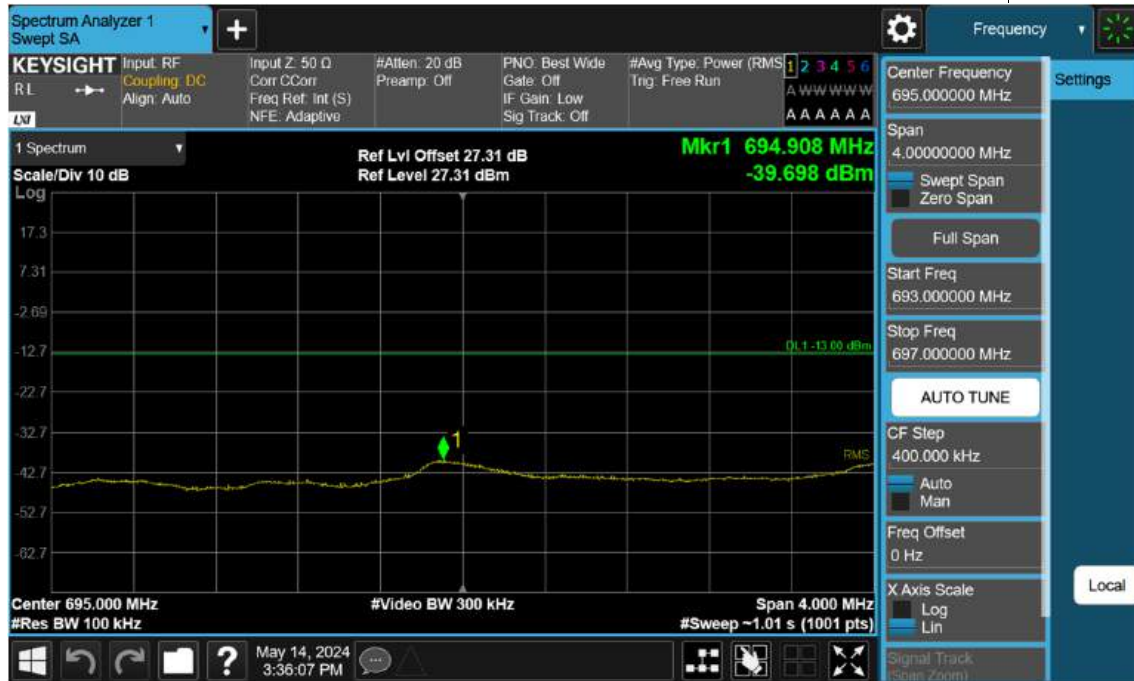 Spectrum Analyzer 1
Swept SA
Frequency
KEYSIGHT
R L
LXI
Input: RF
Coupling: DC
Align: Auto
Input Z: 50 Ω
Corr CCorr
Freq Ref: Int (S)
NFE: Adaptive
#Atten: 20 dB
Preamp: Off
PNO: Best Wide
Gate: Off
IF Gain: Low
Sig Track: Off
#Avg Type: Power (RMS
Trig: Free Run
1 2 3 4 5 6
A W W W W W
A A A A A A
1 Spectrum
Scale/Div 10 dB
Log
Ref Lvl Offset 27.31 dB
Ref Level 27.31 dBm
Mkr1 694.908 MHz
-39.698 dBm
17.3
7.31
-2.69
-12.7
DL1 -13.00 dBm
-22.7
-32.7
1
RMS
-42.7
-52.7
-62.7
Center 695.000 MHz
#Video BW 300 kHz
Span 4.000 MHz
#Res BW 100 kHz
#Sweep ~1.01 s (1001 pts)
May 14, 2024
3:36:07 PM
Center Frequency
695.000000 MHz
Settings
Span
4.00000000 MHz
Swept Span
Zero Span
Full Span
Start Freq
693.000000 MHz
Stop Freq
697.000000 MHz
AUTO TUNE
CF Step
400.000 kHz
Auto
Man
Freq Offset
0 Hz
X Axis Scale
Log
Lin
Local
Signal Track
(Span Zoom)